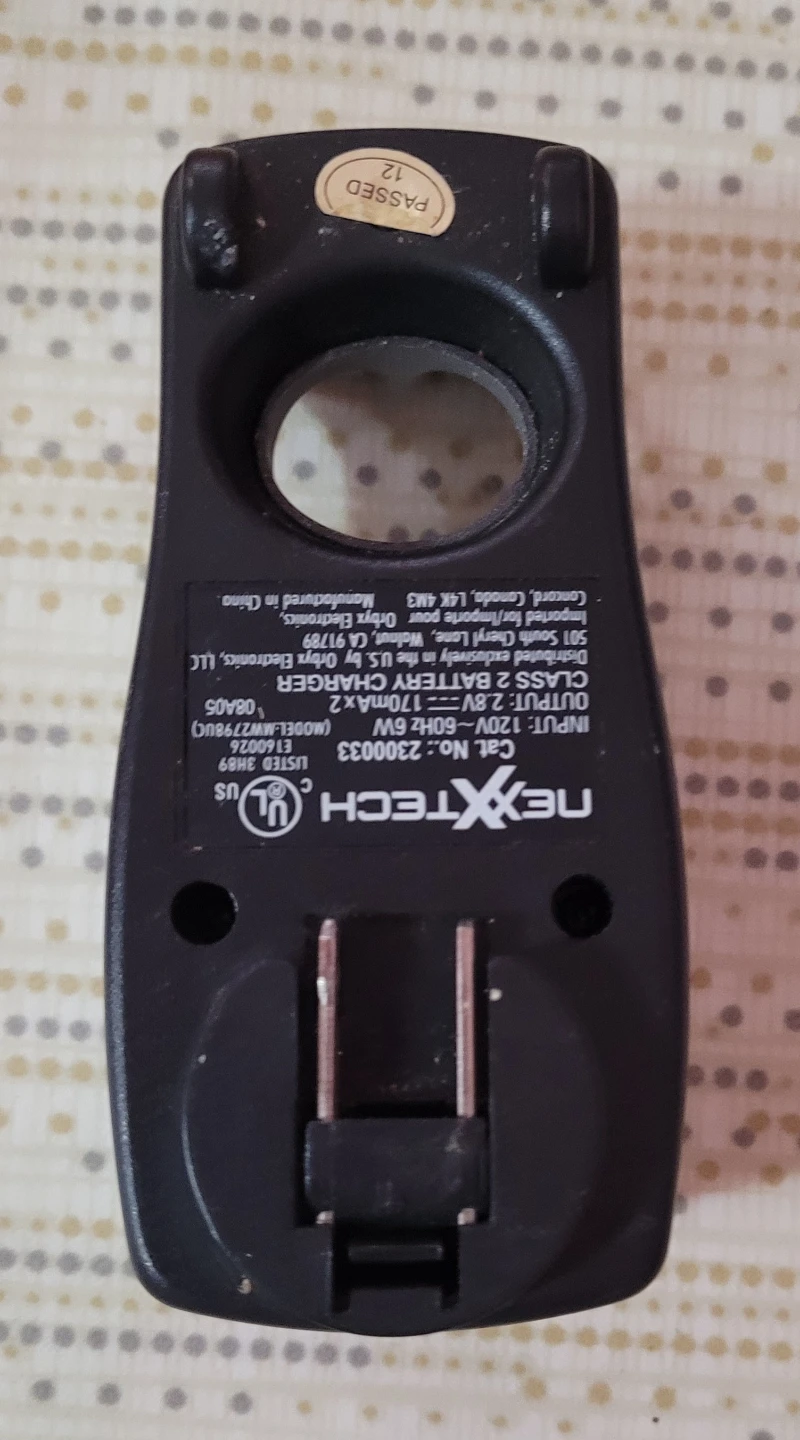 NEXXTECH UL ® C US
LISTED 3H89
E160026
Cat. No.: 2300033
INPUT: 120V~60Hz 6W (MODEL:MW2798UC)
OUTPUT: 2.8V⎓170mA x 2 08A05
CLASS 2 BATTERY CHARGER
Distributed exclusively in the U.S. by Orbyx Electronics, LLC
501 South Cheryl Lane, Walnut, CA 91789
Imported for/Importe pour Orbyx Electronics,
Concord, Canada, L4K 4M3 Manufactured in China.
PASSED
12